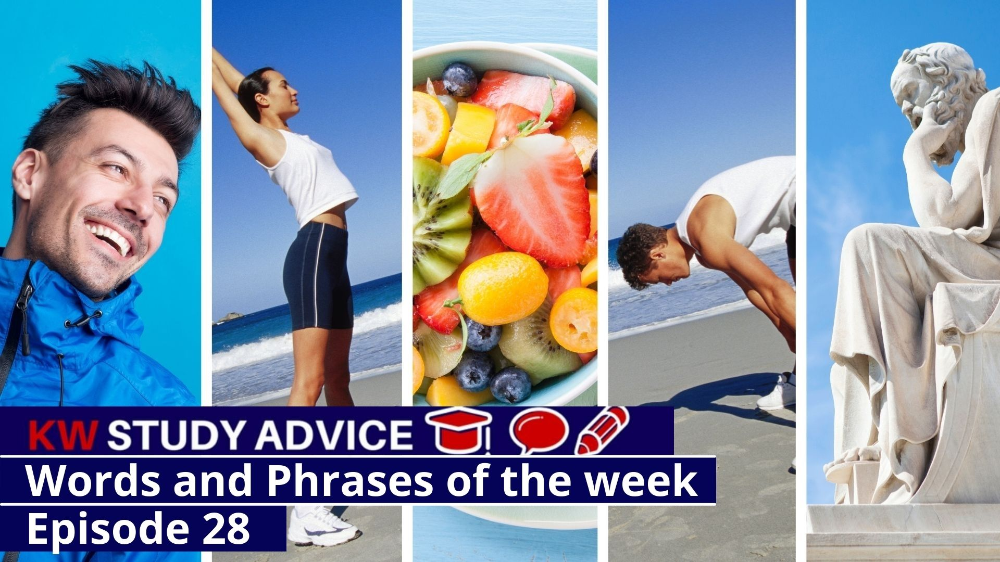 KW STUDY ADVICE
Words and Phrases of the week
Episode 28